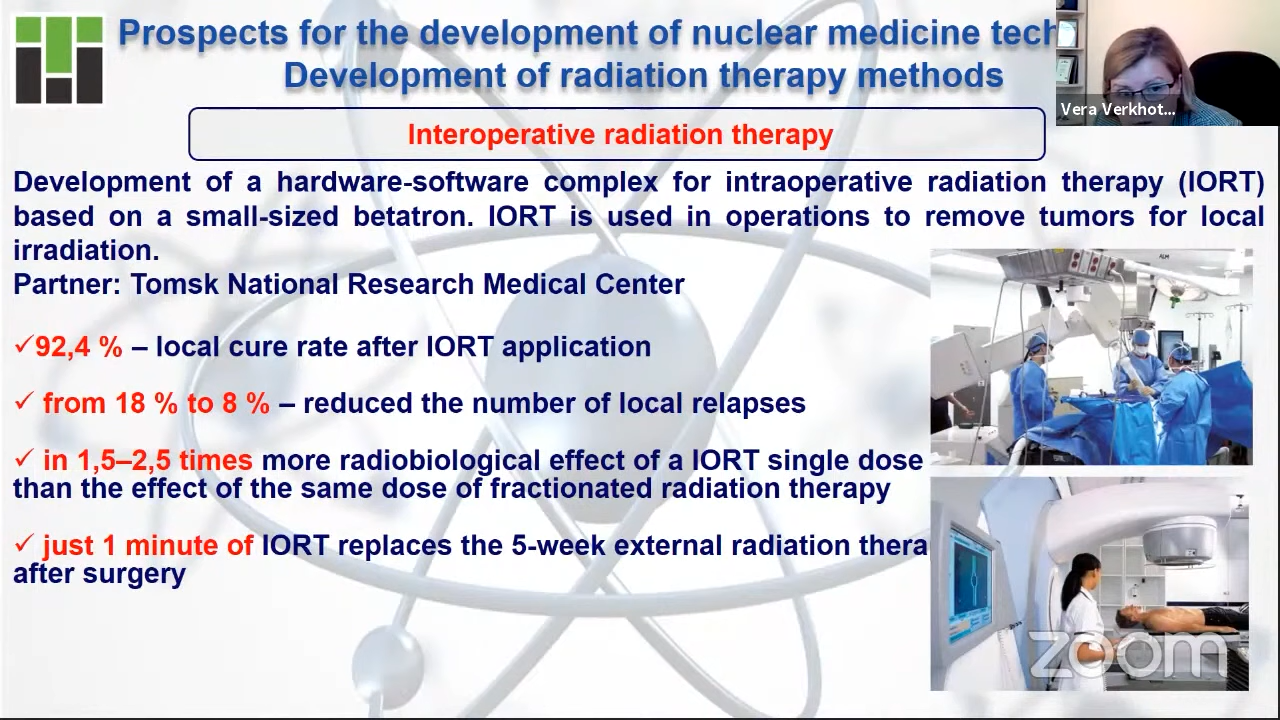 Prospects for the development of nuclear medicine tech
Development of radiation therapy methods
Vera Verkhot...
Interoperative radiation therapy
Development of a hardware-software complex for intraoperative radiation therapy (IORT)
based on a small-sized betatron. IORT is used in operations to remove tumors for local
irradiation.
Partner: Tomsk National Research Medical Center
✓92,4 % – local cure rate after IORT application
✓ from 18 % to 8 % – reduced the number of local relapses
✓ in 1,5–2,5 times more radiobiological effect of a IORT single dose
than the effect of the same dose of fractionated radiation therapy
✓ just 1 minute of IORT replaces the 5-week external radiation thera
after surgery
ALM
zoom